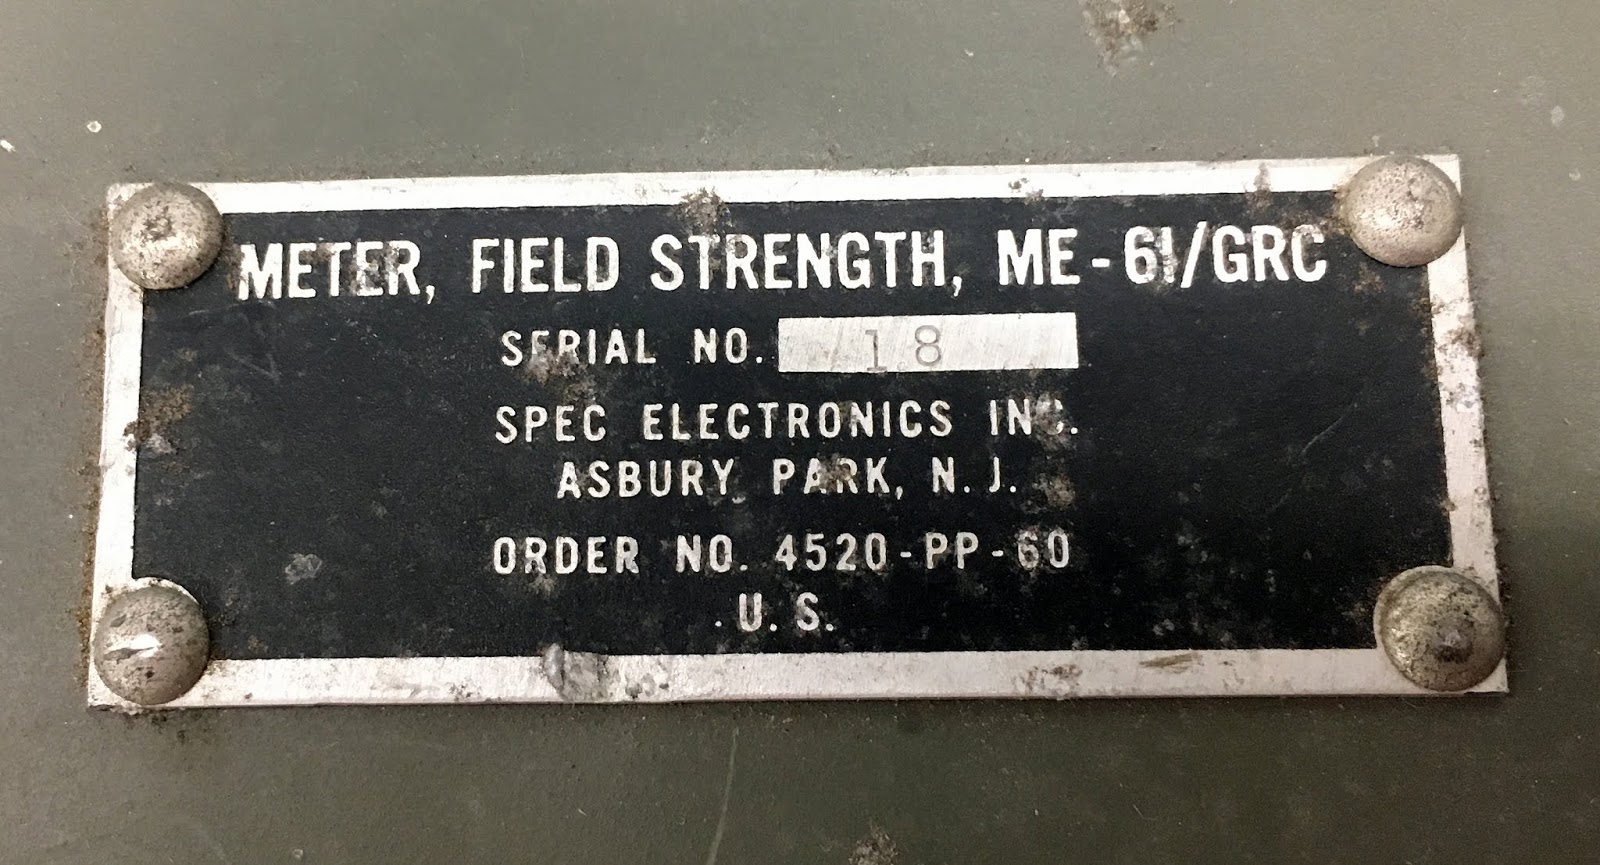 METER, FIELD STRENGTH, ME-61/GRC
SERIAL NO. 18
SPEC ELECTRONICS INC.
ASBURY PARK, N. J.
ORDER NO. 4520-PP-60
U. S.